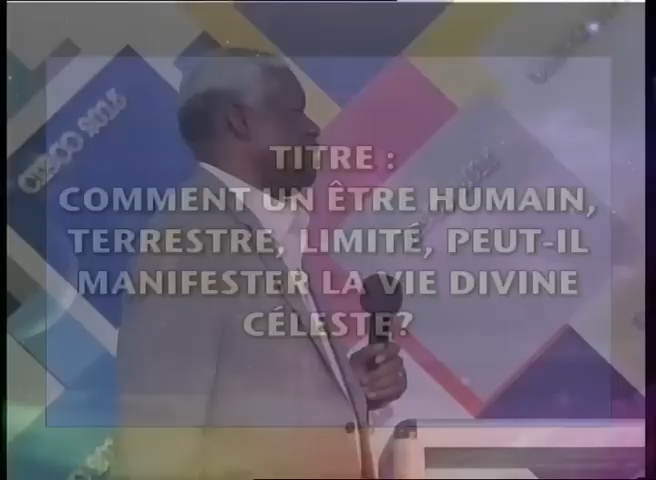 TITRE :
COMMENT UN ÊTRE HUMAIN,
TERRESTRE, LIMITÉ, PEUT-IL
MANIFESTER LA VIE DIVINE
CÉLESTE?